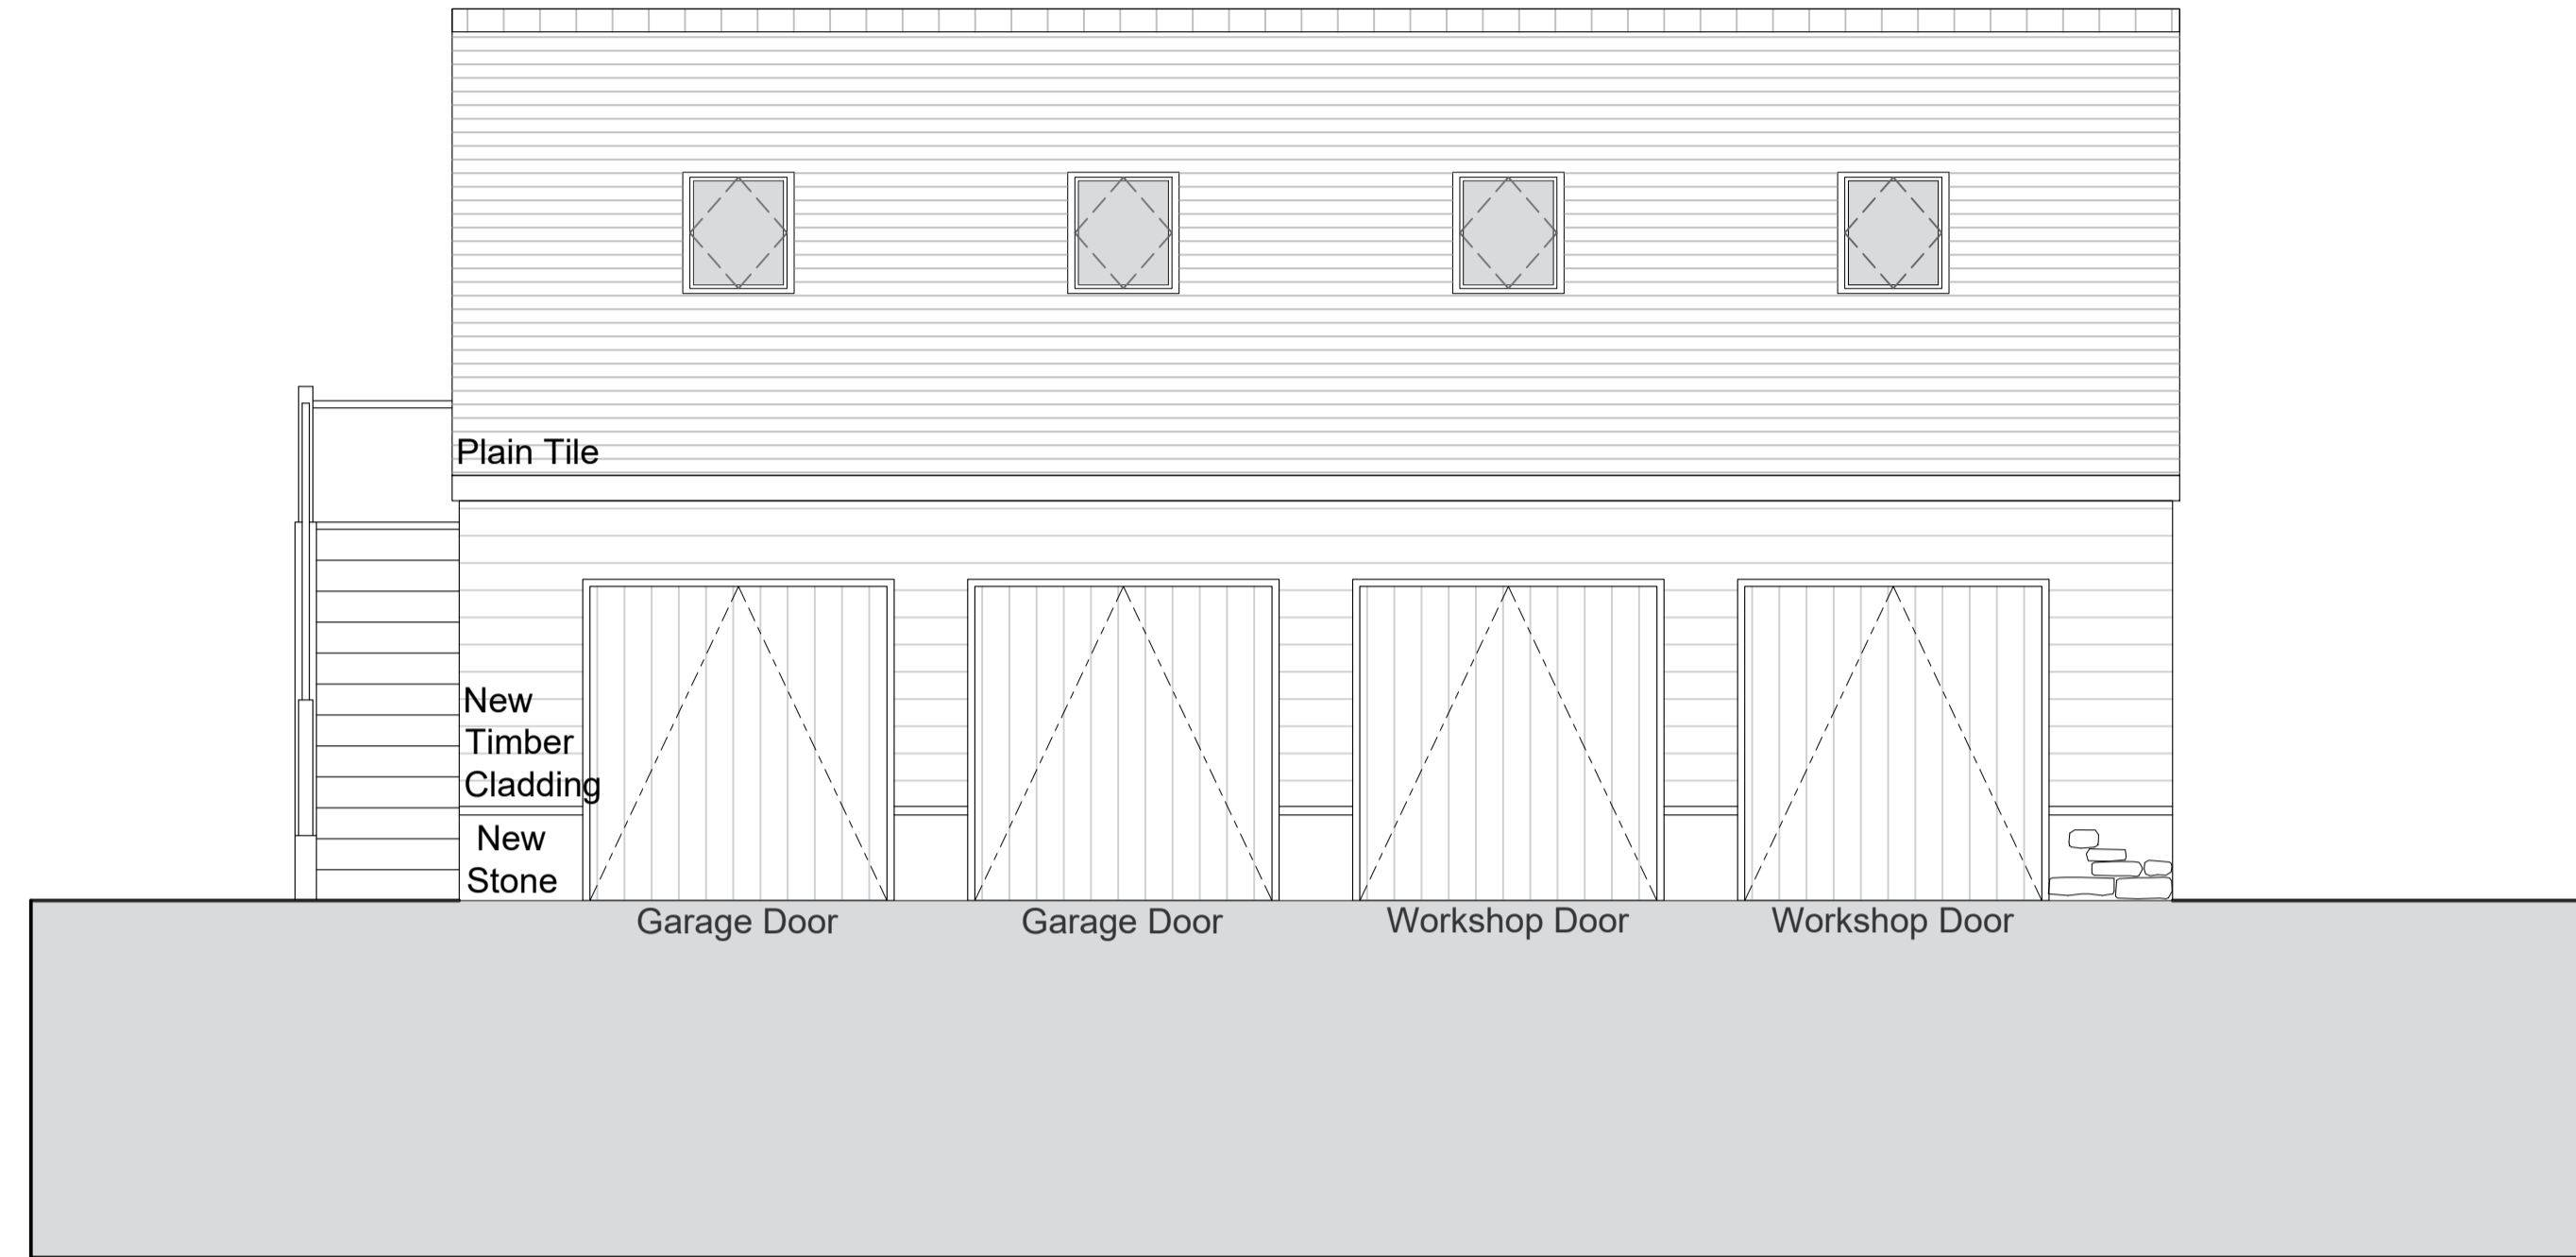 Plain Tile
New
Timber
Cladding
New
Stone
Garage Door
Garage Door
Workshop Door
Workshop Door